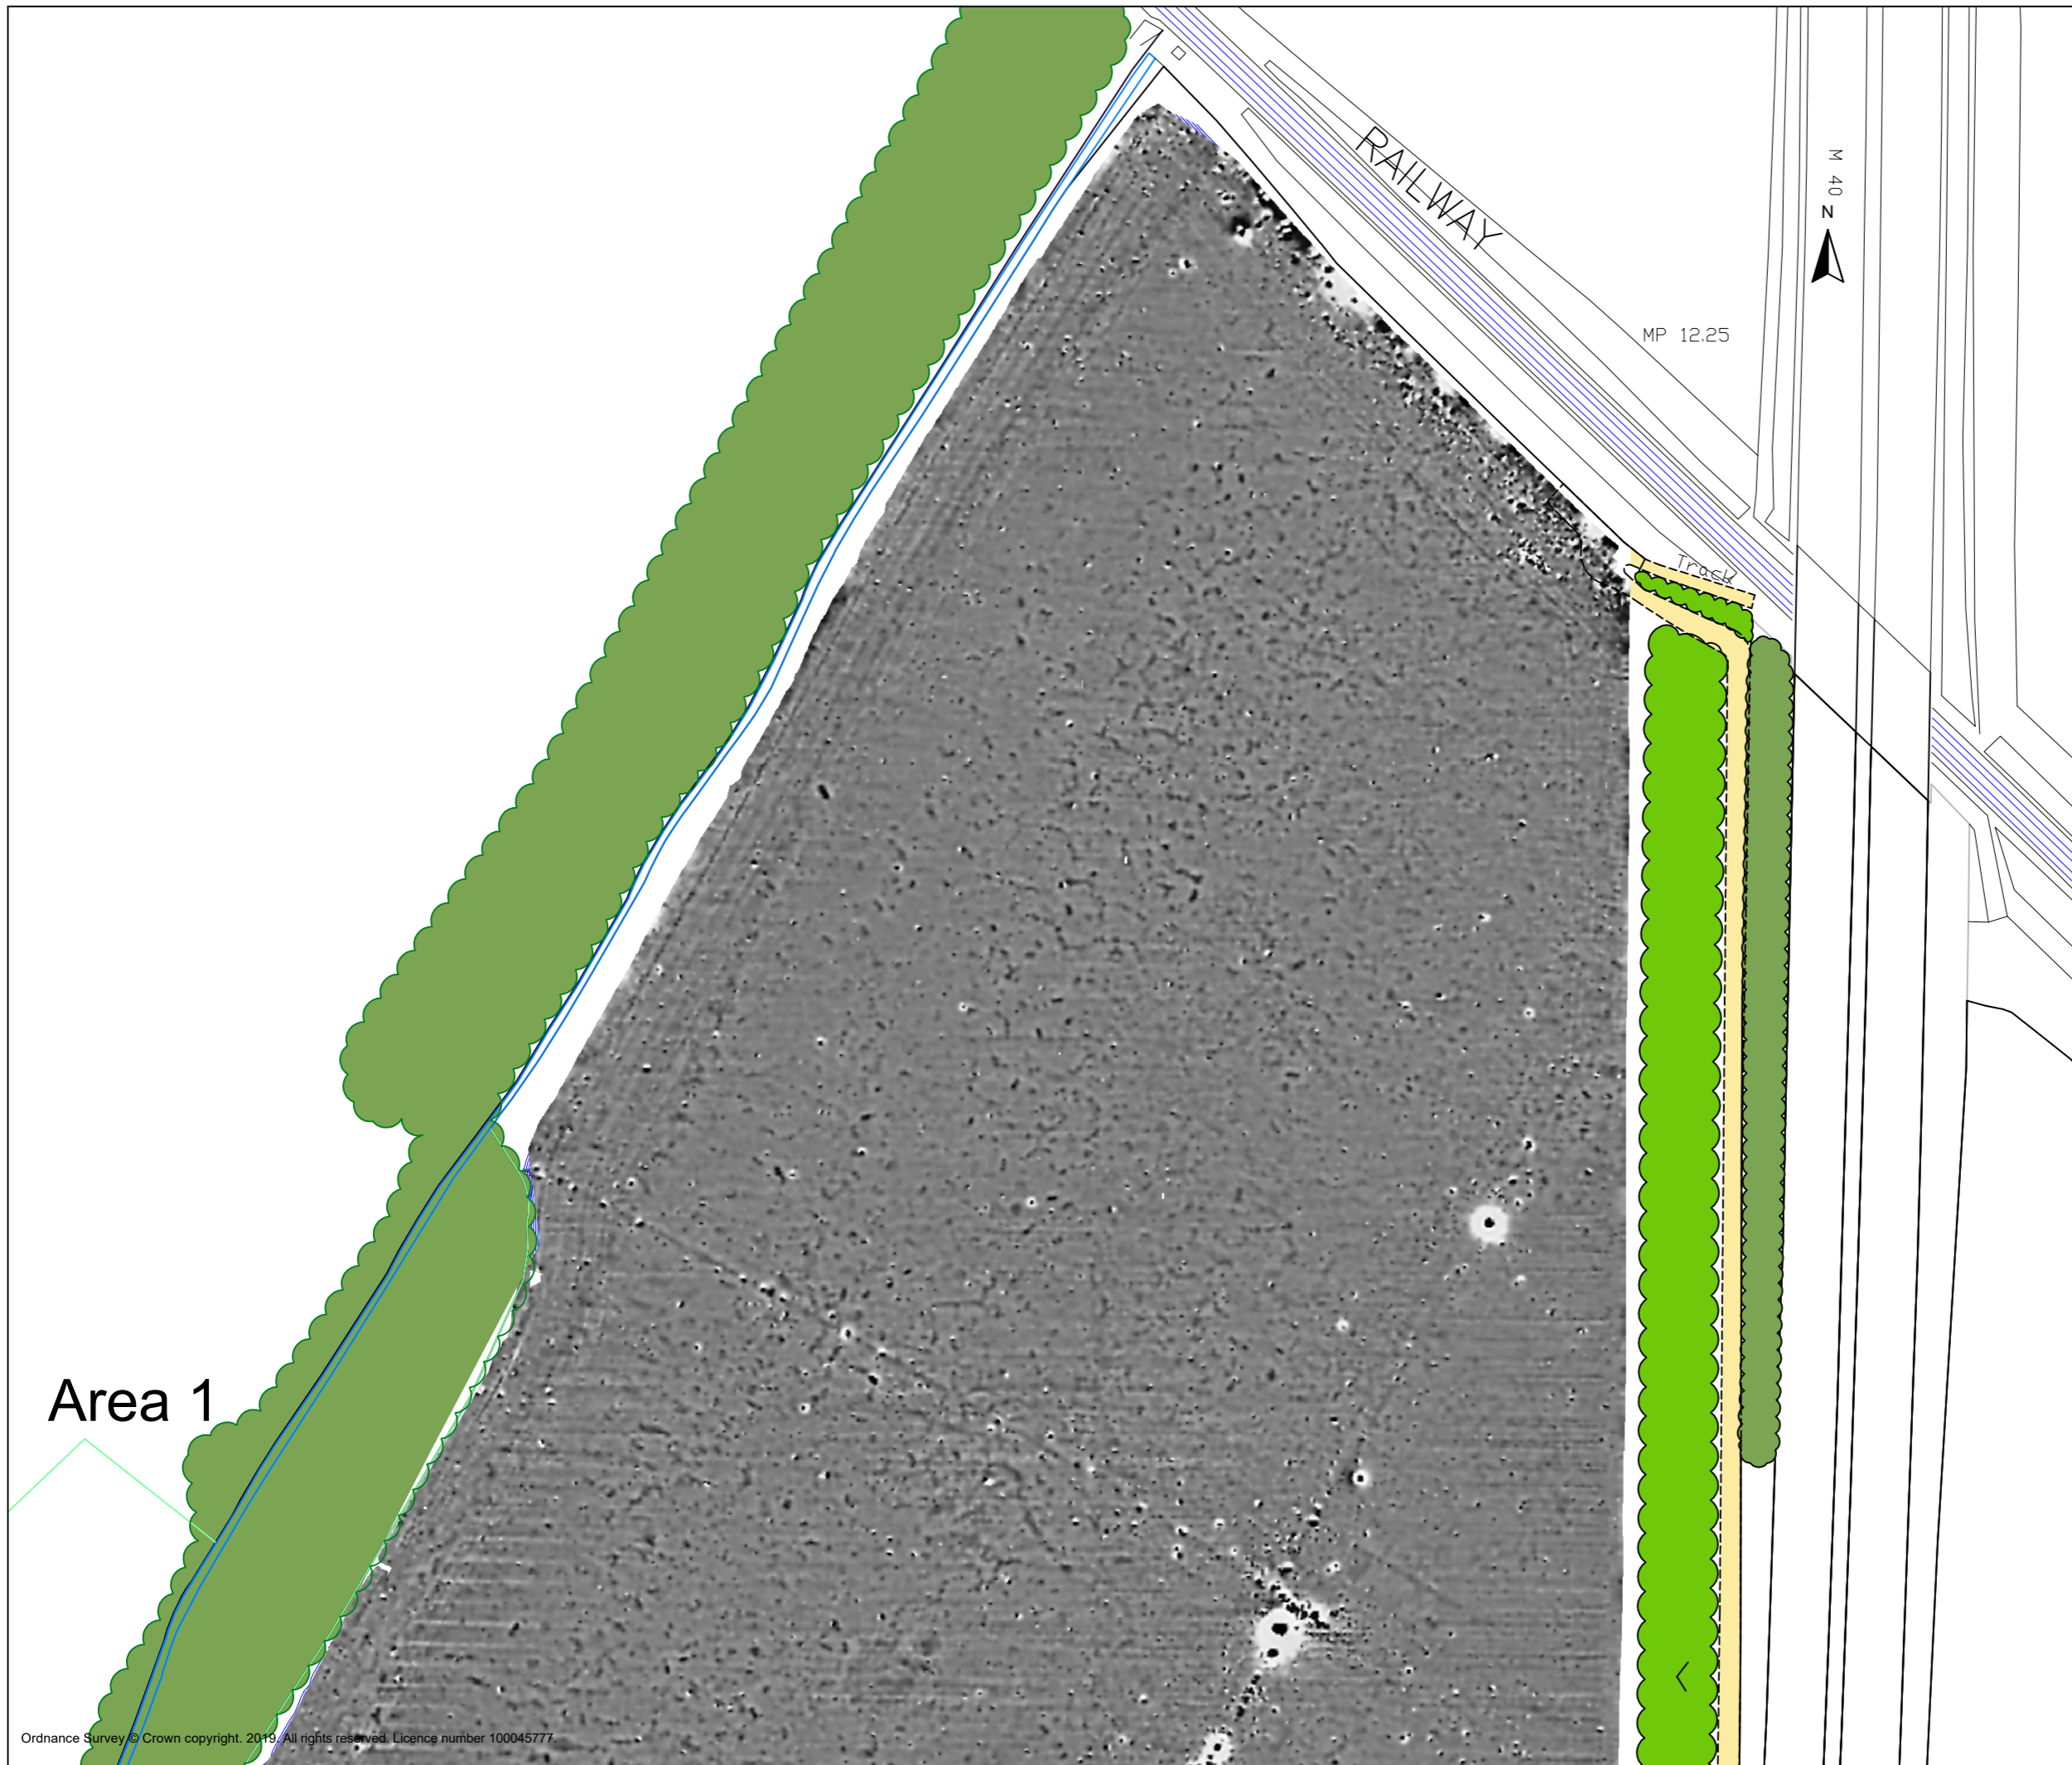 RAILWAY
M 40
N
MP 12.25
Track
Area 1
Ordnance Survey © Crown copyright. 2019. All rights reserved. Licence number 100045777.